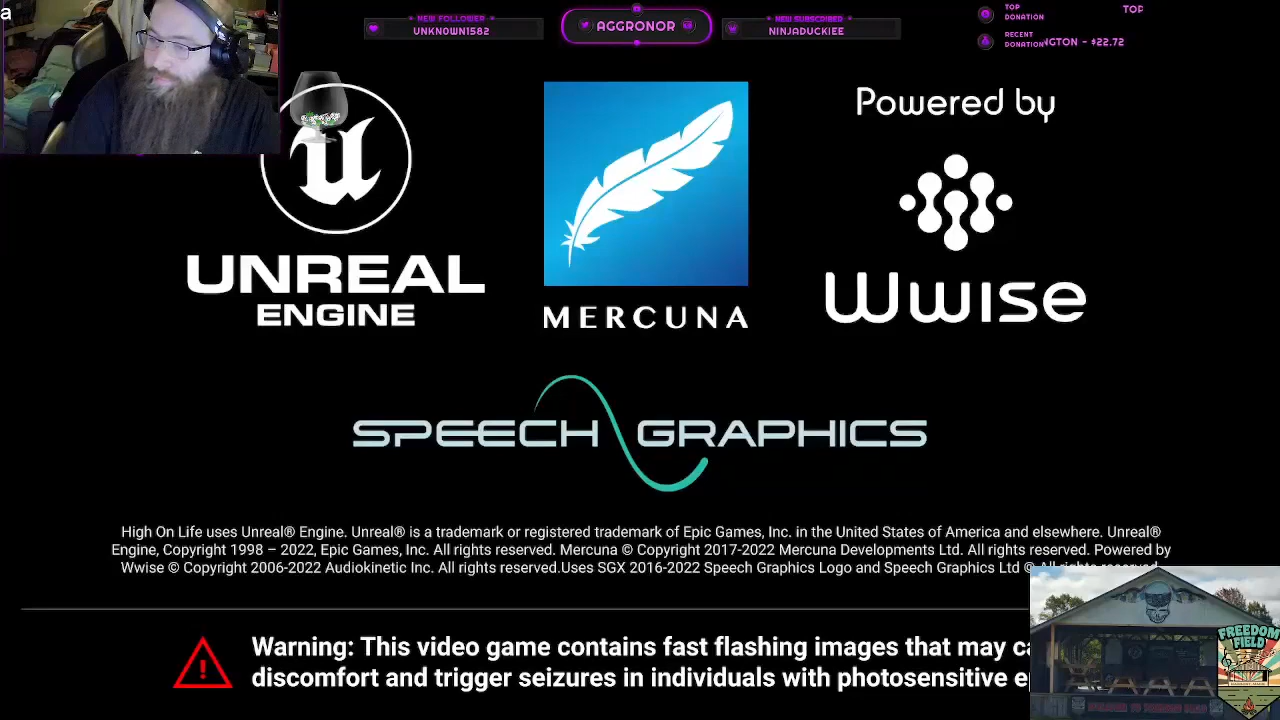 a
NEW FOLLOWER
UNKN0WN1582
AGGRONOR
NEW SUBSCRIBED
NINJADUCKIEE
TOP DONATION
TOP
RECENT DONATION
NGTON - $22.72
UNREAL
ENGINE
MERCUNA
Powered by
Wwise
SPEECH GRAPHICS
High On Life uses Unreal® Engine. Unreal® is a trademark or registered trademark of Epic Games, Inc. in the United States of America and elsewhere. Unreal®
Engine, Copyright 1998 – 2022, Epic Games, Inc. All rights reserved. Mercuna © Copyright 2017-2022 Mercuna Developments Ltd. All rights reserved. Powered by
Wwise © Copyright 2006-2022 Audiokinetic Inc. All rights reserved.Uses SGX 2016-2022 Speech Graphics Logo and Speech Graphics Ltd © All rights reserved
Warning: This video game contains fast flashing images that may
discomfort and trigger seizures in individuals with photosensitive
FREEDOM
FIELD